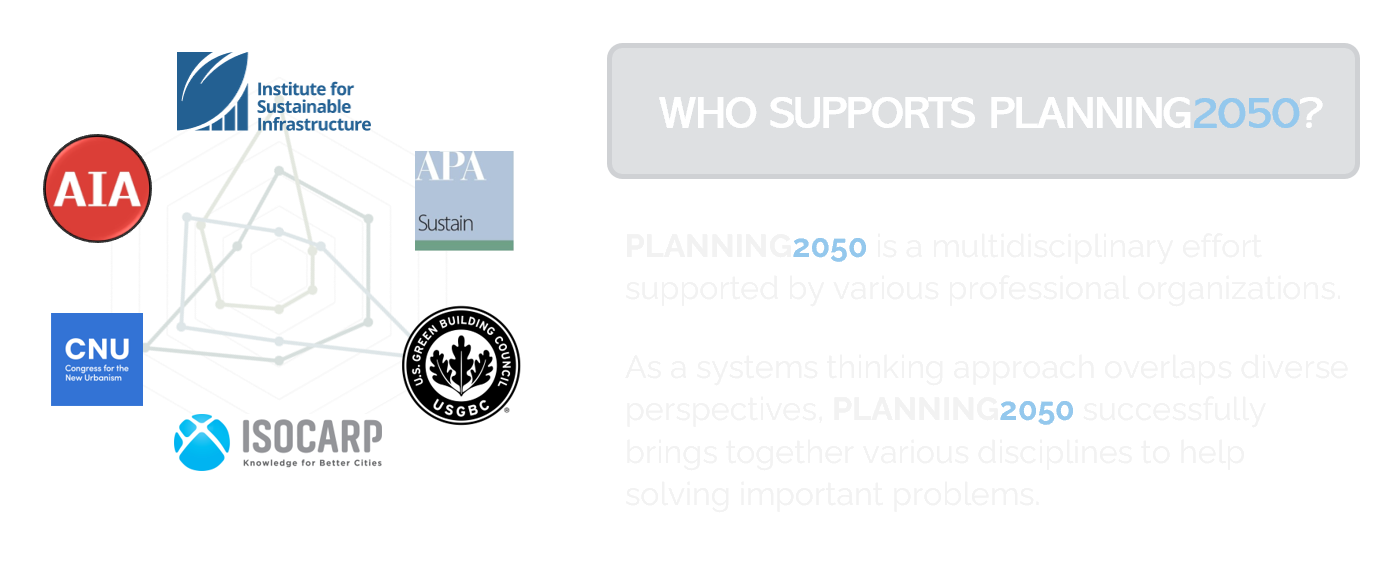 Institute for
Sustainable
Infrastructure
AIA
APA
Sustain
CNU
Congress for the
New Urbanism
U.S. GREEN BUILDING COUNCIL
USGBC
®
ISOCARP
Knowledge for Better Cities
WHO SUPPORTS PLANNING2050?
PLANNING2050 is a multidisciplinary effort
supported by various professional organizations.
As a systems thinking approach overlaps diverse
perspectives, PLANNING2050 successfully
brings together various disciplines to help
solving important problems.